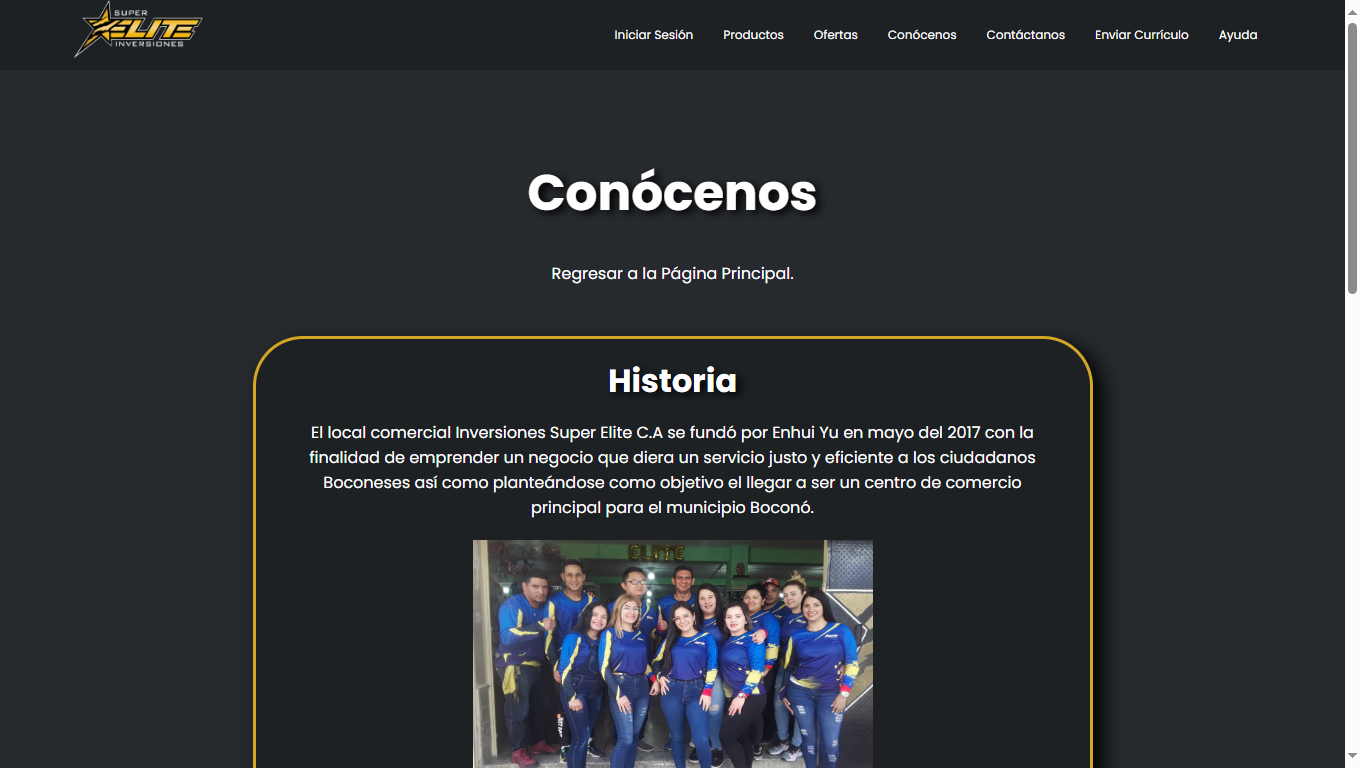 SUPER
ELITE
INVERSIONES
Iniciar Sesión Productos Ofertas Conócenos Contáctanos Enviar Currículo Ayuda
Conócenos
Regresar a la Página Principal.
Historia
El local comercial Inversiones Super Elite C.A se fundó por Enhui Yu en mayo del 2017 con la
finalidad de emprender un negocio que diera un servicio justo y eficiente a los ciudadanos
Boconeses así como planteándose como objetivo el llegar a ser un centro de comercio
principal para el municipio Boconó.
ELITE